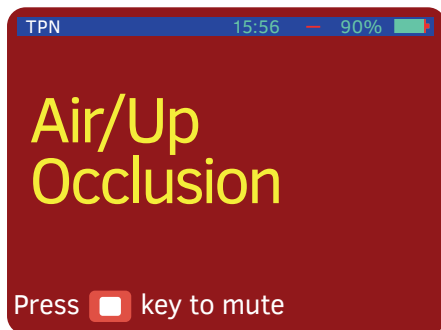 TPN 15:56 90%
Air/Up
Occlusion
Press key to mute